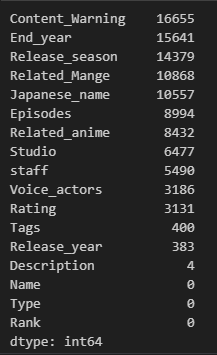 Content_Warning 16655
End_year 15641
Release_season 14379
Related_Mange 10868
Japanese_name 10557
Episodes 8994
Related_anime 8432
Studio 6477
staff 5490
Voice_actors 3186
Rating 3131
Tags 400
Release_year 383
Description 4
Name 0
Type 0
Rank 0
dtype: int64